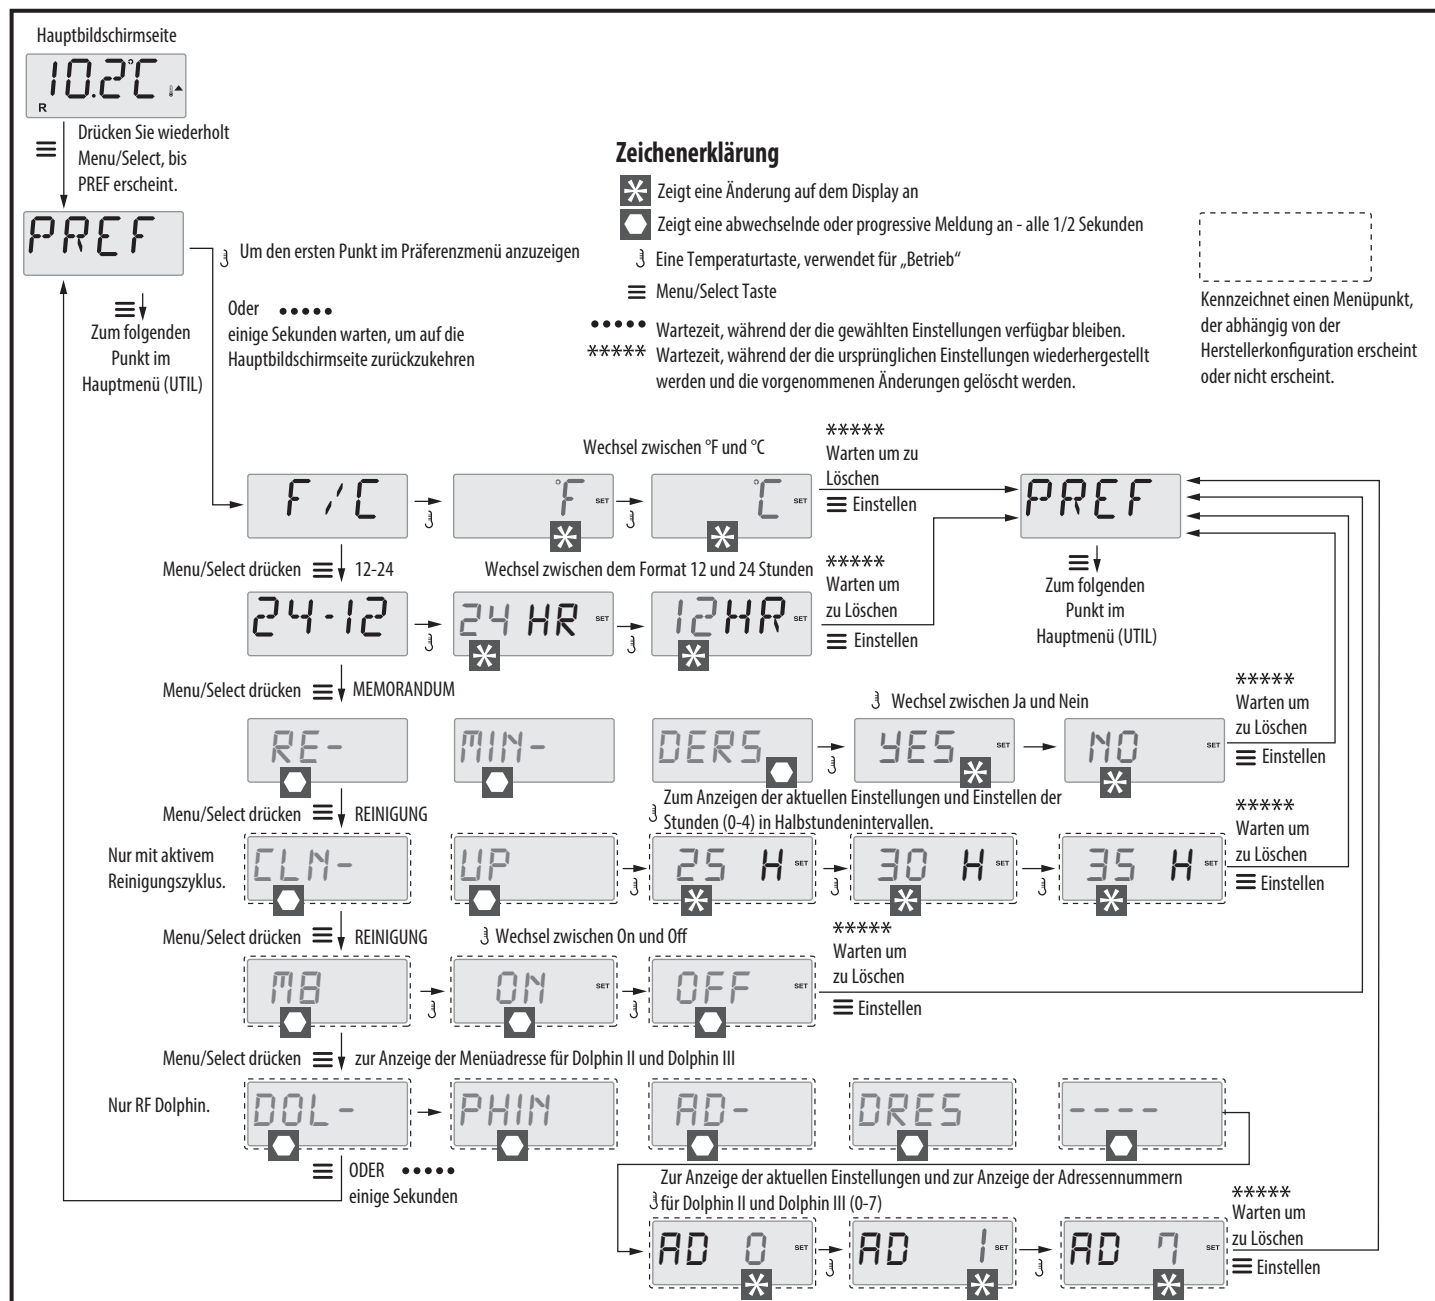 Hauptbildschirmseite
10.2°C
R
Drücken Sie wiederholt
Menu/Select, bis
PREF erscheint.
PREF
Um den ersten Punkt im Präferenzmenü anzuzeigen
Zum folgenden
Punkt im
Hauptmenü (UTIL)
Oder •••••
einige Sekunden warten, um auf die
Hauptbildschirmseite zurückzukehren
Zeichenerklärung
Zeigt eine Änderung auf dem Display an
Zeigt eine abwechselnde oder progressive Meldung an - alle 1/2 Sekunden
Eine Temperaturtaste, verwendet für „Betrieb“
Menu/Select Taste
••••• Wartezeit, während der die gewählten Einstellungen verfügbar bleiben.
***** Wartezeit, während der die ursprünglichen Einstellungen wiederhergestellt
werden und die vorgenommenen Änderungen gelöscht werden.
Kennzeichnet einen Menüpunkt,
der abhängig von der
Herstellerkonfiguration erscheint
oder nicht erscheint.
Wechsel zwischen °F und °C
*****
Warten um zu
Löschen
Einstellen
F/C
°F SET
°C SET
PREF
Zum folgenden
Punkt im
Hauptmenü (UTIL)
Menu/Select drücken 12-24
Wechsel zwischen dem Format 12 und 24 Stunden
*****
Warten um
zu Löschen
Einstellen
24-12
24 HR SET
12 HR SET
Menu/Select drücken MEMORANDUM
Wechsel zwischen Ja und Nein
*****
Warten um
zu Löschen
Einstellen
RE-
MIN-
DERS
YES SET
NO SET
Menu/Select drücken REINIGUNG
Zum Anzeigen der aktuellen Einstellungen und Einstellen der
Stunden (0-4) in Halbstundenintervallen.
*****
Warten um
zu Löschen
Einstellen
Nur mit aktivem
Reinigungszyklus.
CLN-
UP
25 H SET
30 H SET
35 H SET
Menu/Select drücken REINIGUNG
Wechsel zwischen On und Off
*****
Warten um
zu Löschen
Einstellen
M8
ON SET
OFF SET
Menu/Select drücken zur Anzeige der Menüadresse für Dolphin II und Dolphin III
Nur RF Dolphin.
DOL-
PHIN
AD-
DRES
----
ODER •••••
einige Sekunden
Zur Anzeige der aktuellen Einstellungen und zur Anzeige der Adressennummern
für Dolphin II und Dolphin III (0-7)
*****
Warten um
zu Löschen
Einstellen
AD 0 SET
AD 1 SET
AD 7 SET